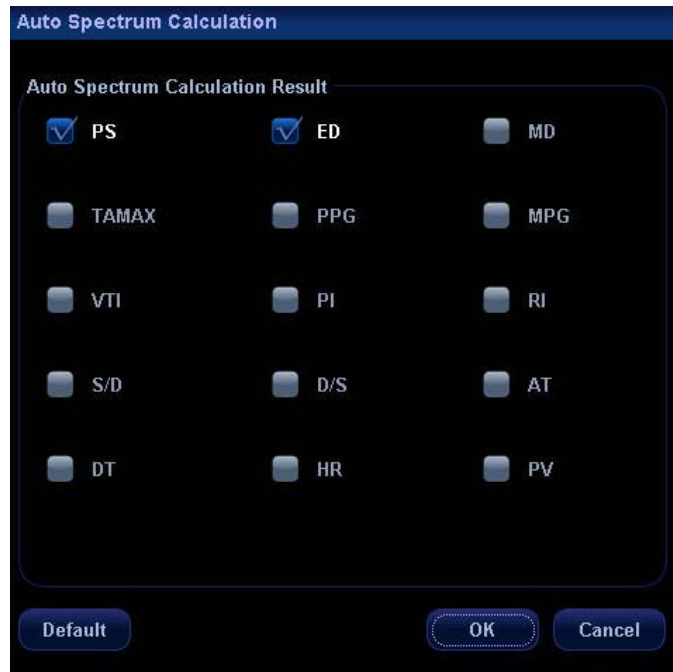 Auto Spectrum Calculation
Auto Spectrum Calculation Result
PS ED MD
TAMAX PPG MPG
VTI PI RI
S/D D/S AT
DT HR PV
Default OK Cancel